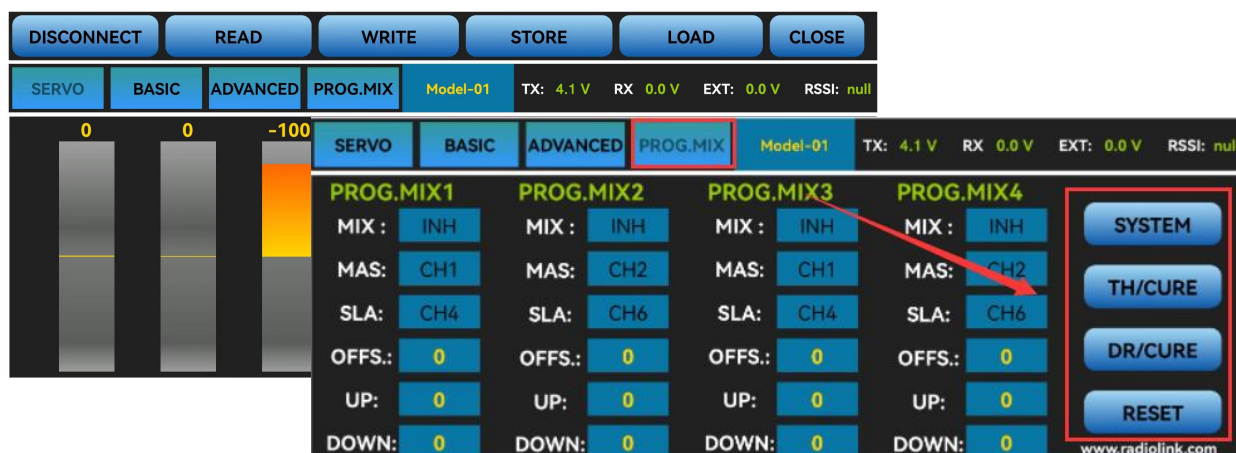 DISCONNECT READ WRITE STORE LOAD CLOSE
SERVO BASIC ADVANCED PROG.MIX Model-01 TX: 4.1 V RX 0.0 V EXT: 0.0 V RSSI: null
0 0 -100
SERVO BASIC ADVANCED PROG.MIX Model-01 TX: 4.1 V RX 0.0 V EXT: 0.0 V RSSI: nul
PROG.MIX1 PROG.MIX2 PROG.MIX3 PROG.MIX4
MIX : INH MIX : INH MIX : INH MIX : INH SYSTEM
MAS: CH1 MAS: CH2 MAS: CH1 MAS: CH2
TH/CURE
SLA: CH4 SLA: CH6 SLA: CH4 SLA: CH6
OFFS.: 0 OFFS.: 0 OFFS.: 0 OFFS.: 0 DR/CURE
UP: 0 UP: 0 UP: 0 UP: 0 RESET
DOWN: 0 DOWN: 0 DOWN: 0 DOWN: 0 www.radiolink.com